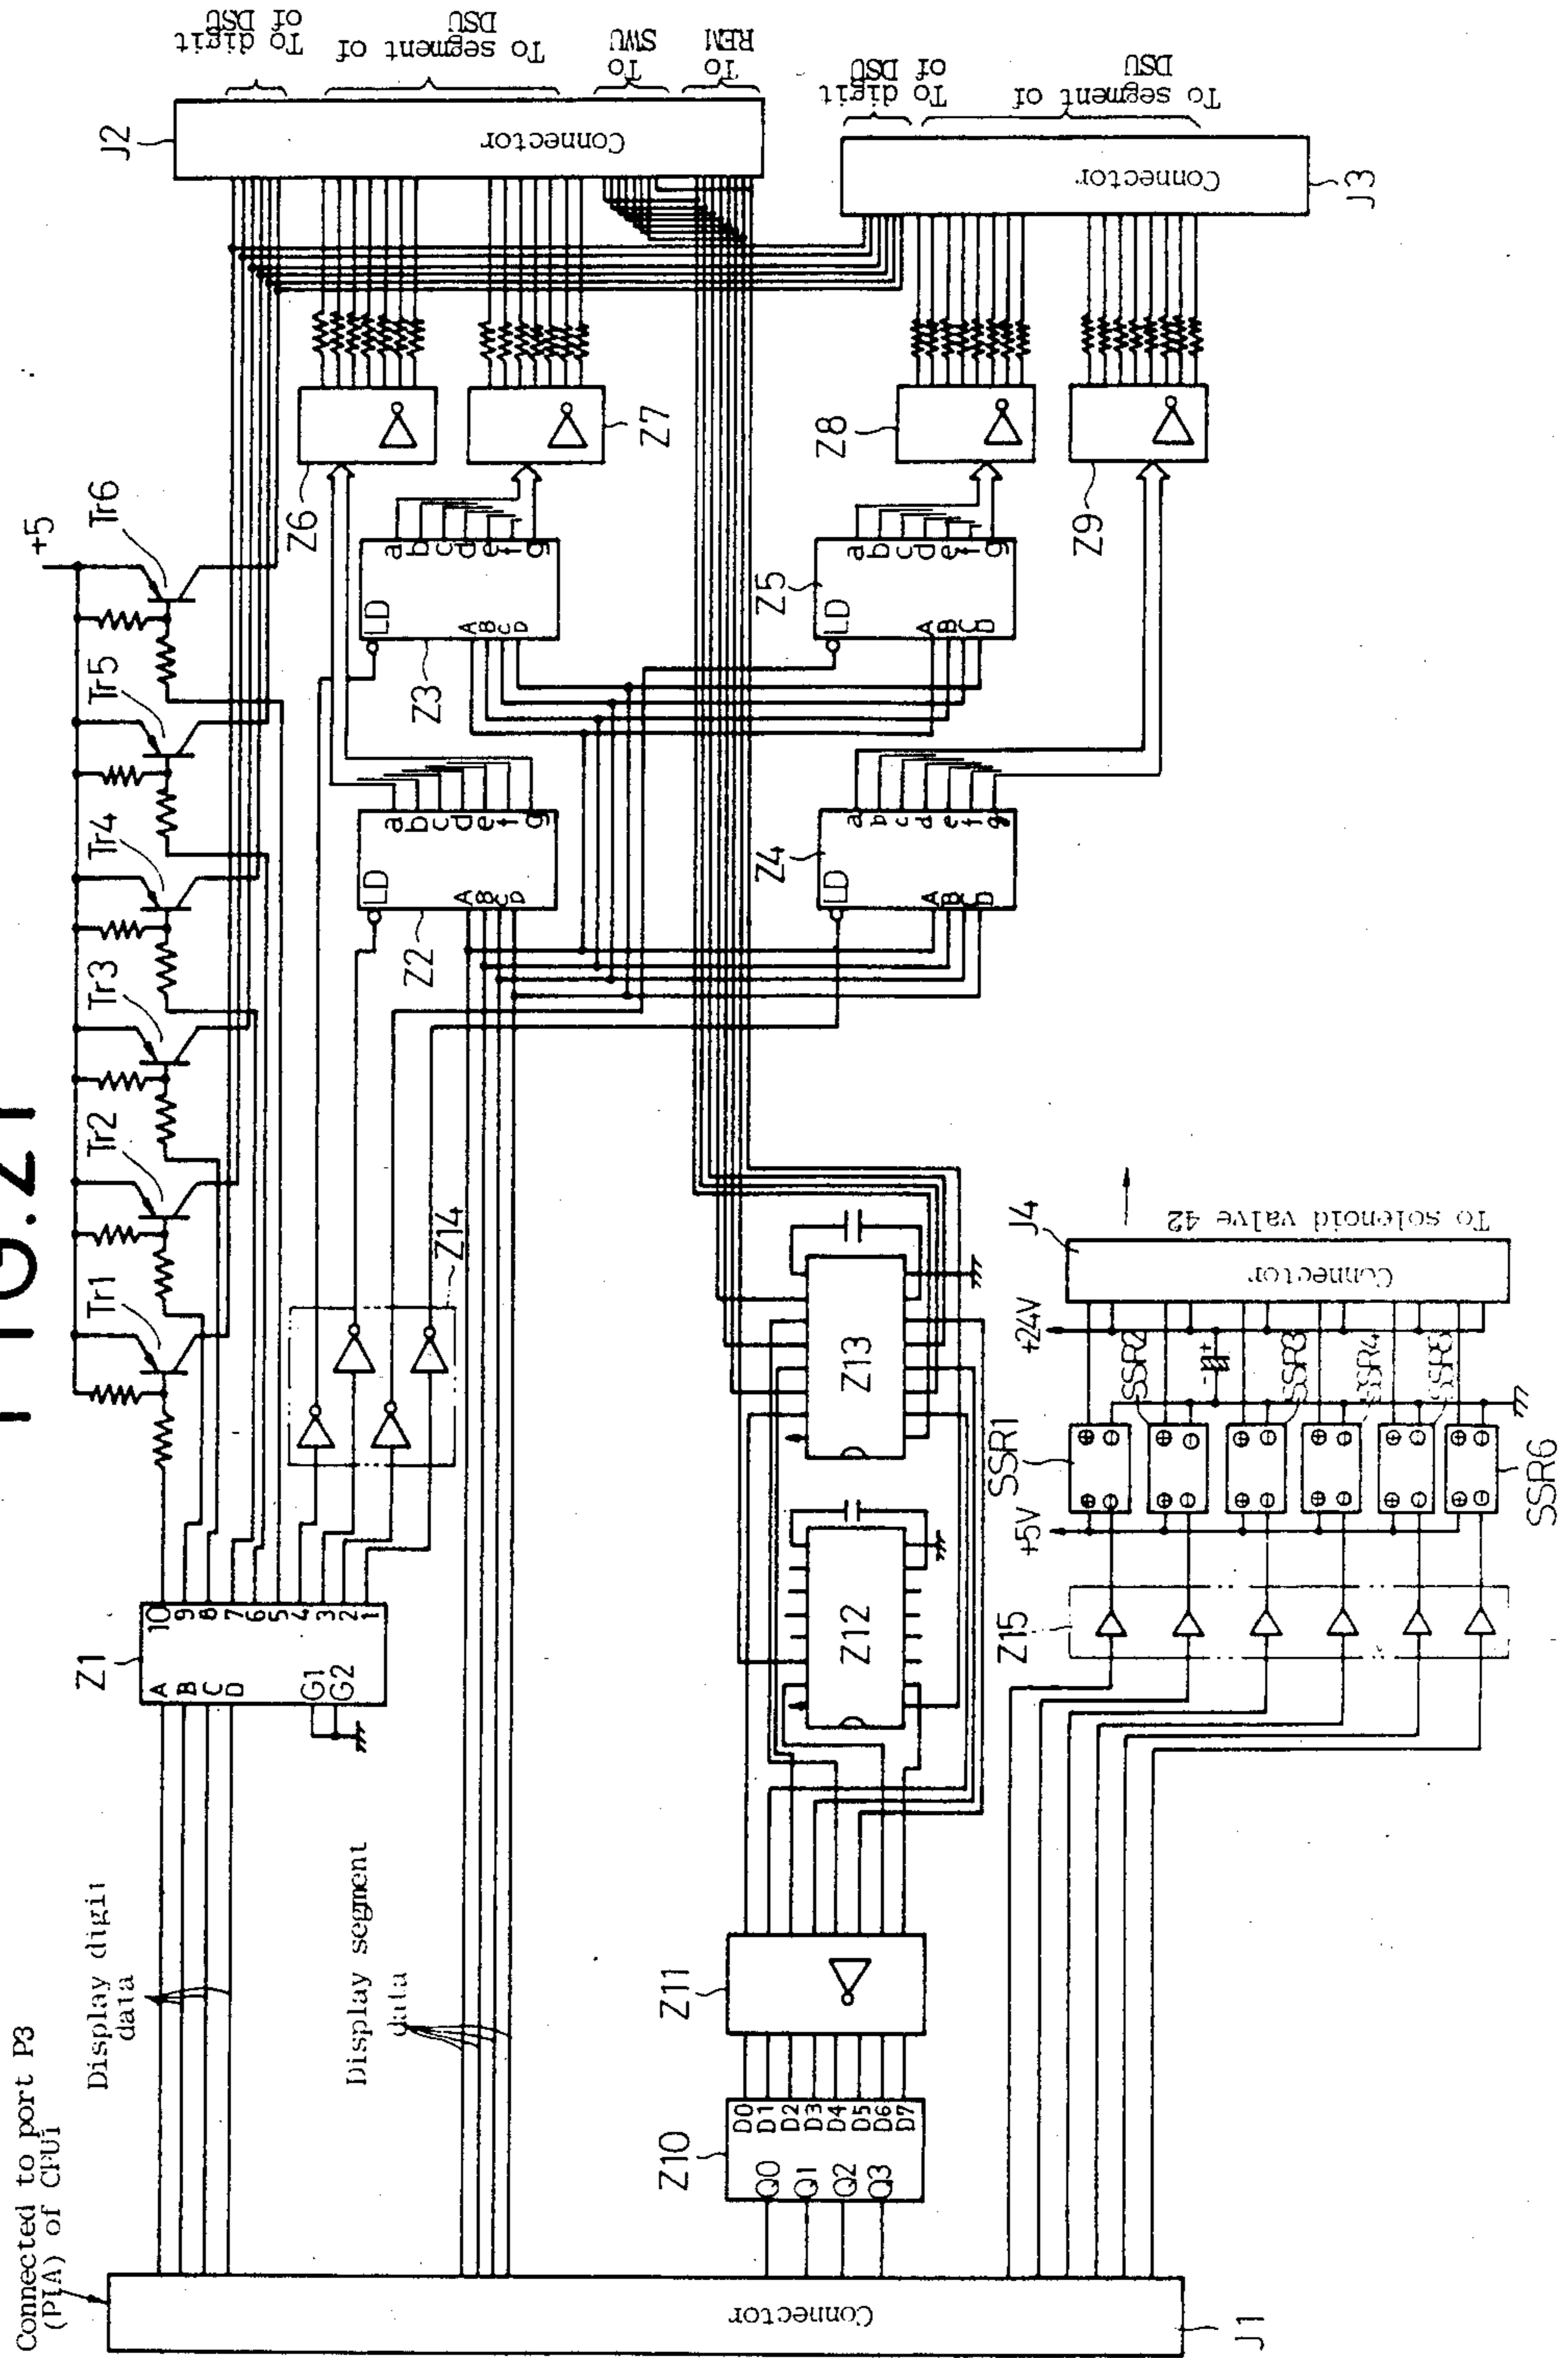 FIG.21
Connected to port P3
(PIA) of CPUi
Display digit
data
Display segment
data
J1
Connector
Z1
A
B
C
D
G1
G2
10
9
8
7
6
5
4
3
2
1
Tr1
Tr2
Tr3
Tr4
Tr5
Tr6
+5
Z14
Z2
LD
A
B
C
D
a
b
c
d
e
f
g
Z3
LD
A
B
C
D
a
b
c
d
e
f
g
Z4
LD
A
B
C
D
a
b
c
d
e
f
g
Z5
LD
A
B
C
D
a
b
c
d
e
f
g
Z6
Z7
Z8
Z9
J2
Connector
To digit
of DSU
To segment of
DSU
To
SWU
To
REM
J3
Connector
To digit
of DSU
To segment of
DSU
Z10
Q0
Q1
Q2
Q3
D0
D1
D2
D3
D4
D5
D6
D7
Z11
Z12
Z13
Z15
+5V
SSR1
SSR2
SSR3
SSR4
SSR5
SSR6
+24V
J4
Connector
To solenoid valve 42